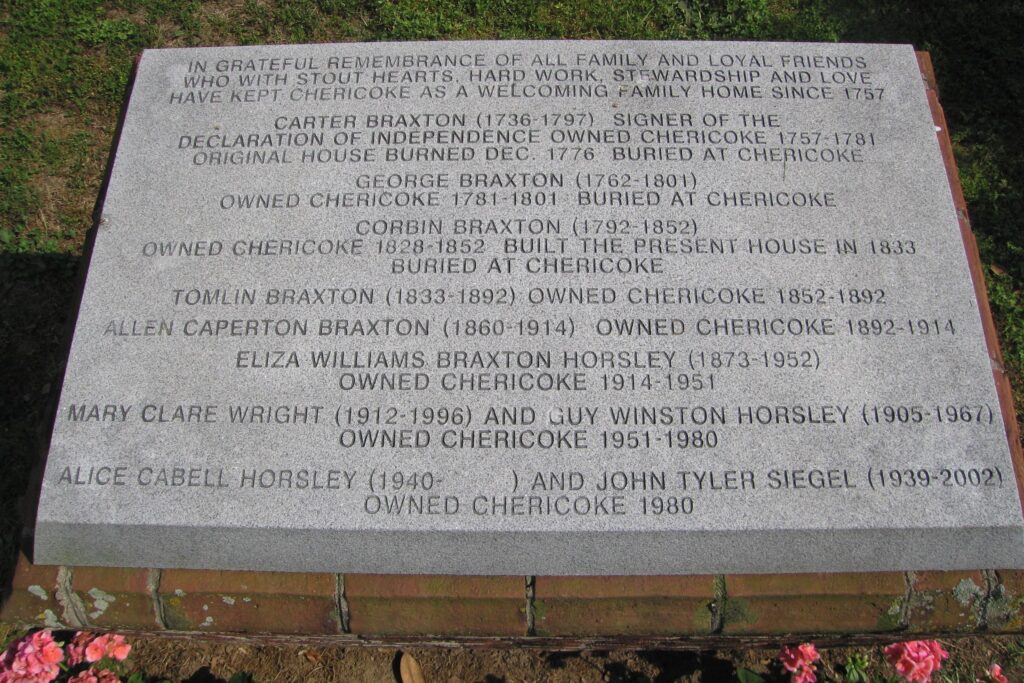 IN GRATEFUL REMEMBRANCE OF ALL FAMILY AND LOYAL FRIENDS
WHO WITH STOUT HEARTS, HARD WORK, STEWARDSHIP AND LOVE
HAVE KEPT CHERICOKE AS A WELCOMING FAMILY HOME SINCE 1757
CARTER BRAXTON (1736-1797) SIGNER OF THE
DECLARATION OF INDEPENDENCE OWNED CHERICOKE 1757-1781
ORIGINAL HOUSE BURNED DEC. 1776 BURIED AT CHERICOKE
GEORGE BRAXTON (1762-1801)
OWNED CHERICOKE 1781-1801 BURIED AT CHERICOKE
CORBIN BRAXTON (1792-1852)
OWNED CHERICOKE 1828-1852 BUILT THE PRESENT HOUSE IN 1833
BURIED AT CHERICOKE
TOMLIN BRAXTON (1833-1892) OWNED CHERICOKE 1852-1892
ALLEN CAPERTON BRAXTON (1860-1914) OWNED CHERICOKE 1892-1914
ELIZA WILLIAMS BRAXTON HORSLEY (1873-1952)
OWNED CHERICOKE 1914-1951
MARY CLARE WRIGHT (1912-1996) AND GUY WINSTON HORSLEY (1905-1967)
OWNED CHERICOKE 1951-1980
ALICE CABELL HORSLEY (1940- ) AND JOHN TYLER SIEGEL (1939-2002)
OWNED CHERICOKE 1980